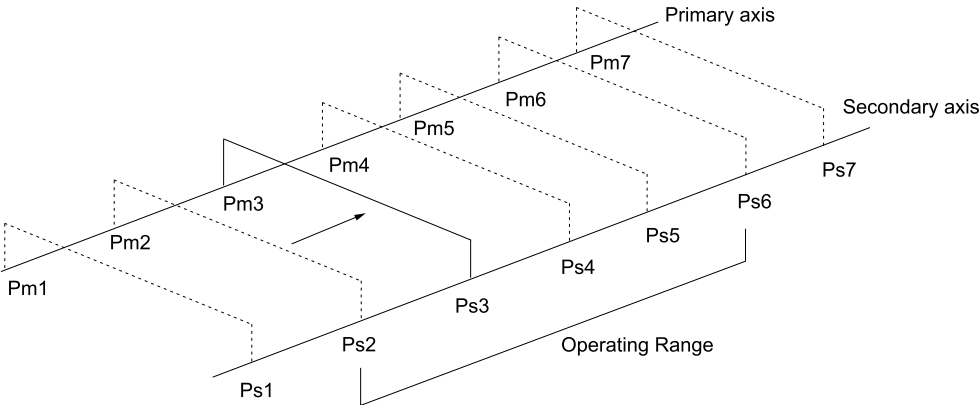 Primary axis
Pm7
Pm6
Secondary axis
Pm5
Pm4
Ps7
Pm3
Ps6
Pm2
Ps5
Ps4
Pm1
Ps3
Ps2
Operating Range
Ps1